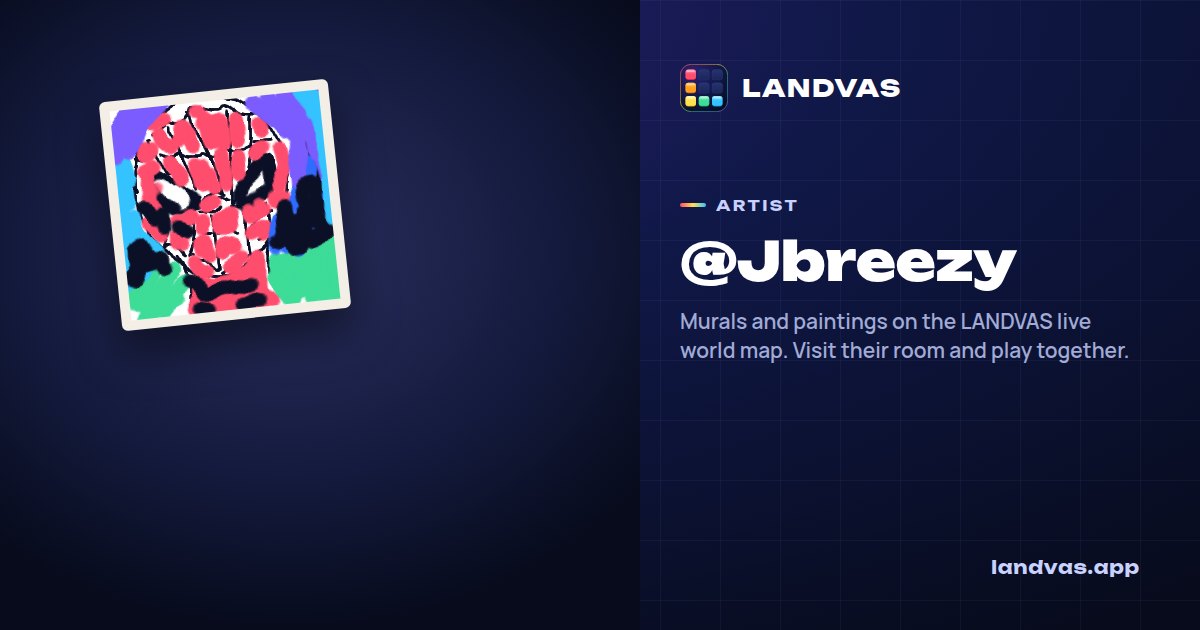 LANDVAS
ARTIST
@Jbreezy
Murals and paintings on the LANDVAS live
world map. Visit their room and play together.
landvas.app